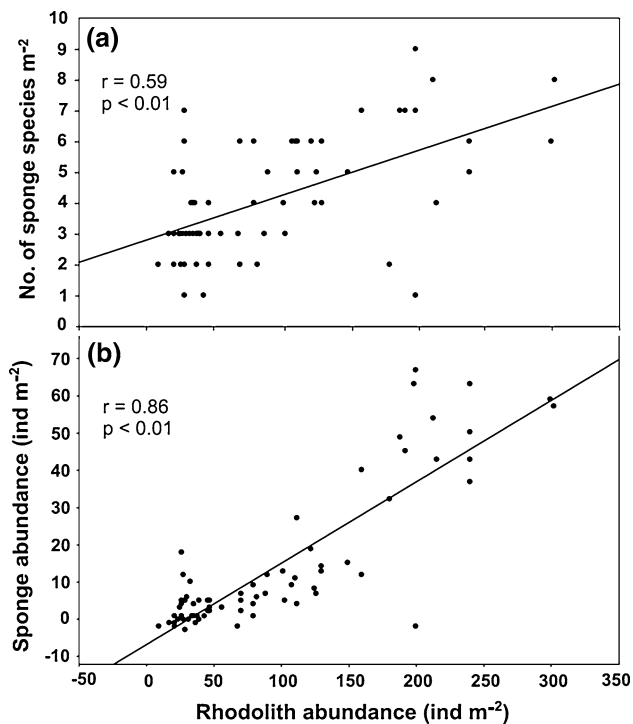 10
(a)
9
8
r = 0.59
p < 0.01
7
6
5
4
3
2
1
0
No. of sponge species m-2
(b)
70
60
r = 0.86
p < 0.01
50
40
30
20
10
0
-10
Sponge abundance (ind m-2)
-50 0 50 100 150 200 250 300 350
Rhodolith abundance (ind m-2)